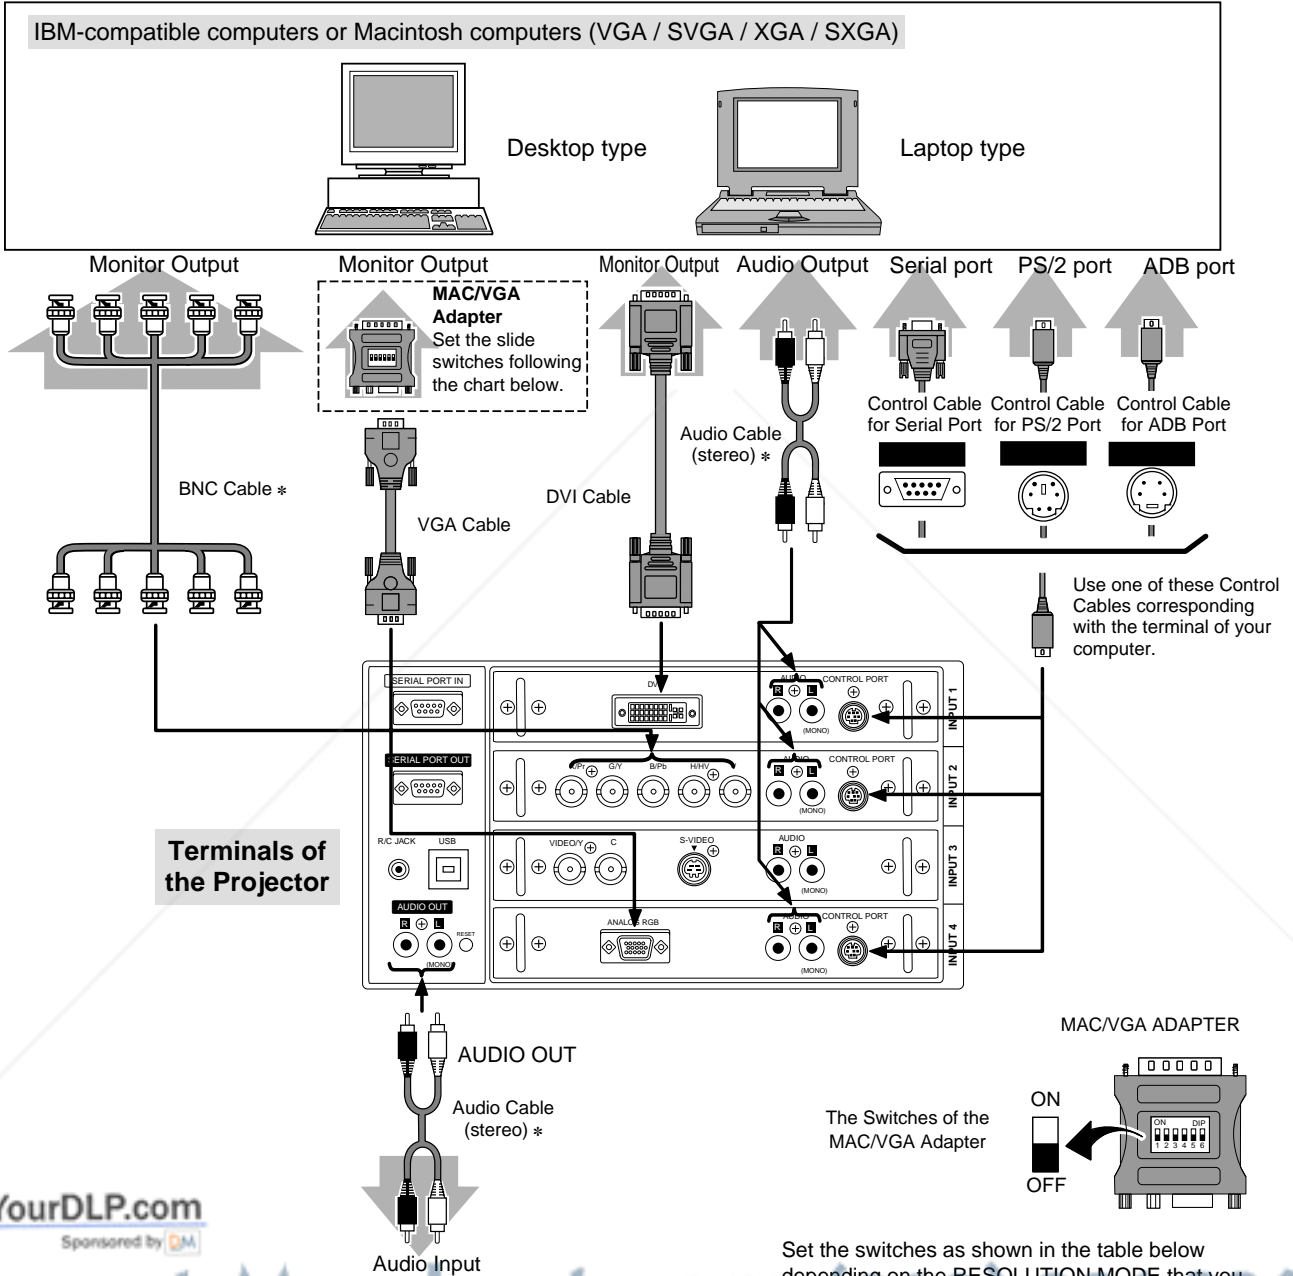 IBM-compatible computers or Macintosh computers (VGA / SVGA / XGA / SXGA)
Desktop type
Laptop type
Monitor Output
Monitor Output
Monitor Output
Audio Output
Serial port
PS/2 port
ADB port
MAC/VGA
Adapter
Set the slide
switches following
the chart below.
Control Cable
for Serial Port
Control Cable
for PS/2 Port
Control Cable
for ADB Port
Audio Cable
(stereo) *
BNC Cable *
DVI Cable
VGA Cable
Use one of these Control
Cables corresponding
with the terminal of your
computer.
SERIAL PORT IN
AUDIO
R
L
(MONO)
CONTROL PORT
INPUT 1
SERIAL PORT OUT
G/Y
B/Pb
H/HV
R
L
(MONO)
CONTROL PORT
INPUT 2
Terminals of
the Projector
R/C JACK
USB
VIDEO/Y
C
S-VIDEO
AUDIO
R
L
(MONO)
INPUT 3
AUDIO OUT
R
L
RESET
(MONO)
ANALOG RGB
R
L
(MONO)
CONTROL PORT
INPUT 4
AUDIO OUT
Audio Cable
(stereo) *
Audio Input
MAC/VGA ADAPTER
The Switches of the
MAC/VGA Adapter
ON
OFF
ON
DIP
1 2 3 4 5 6
YourDLP.com
Sponsored by DM
Set the switches as shown in the table below
depending on the RESOLUTION MODE that you